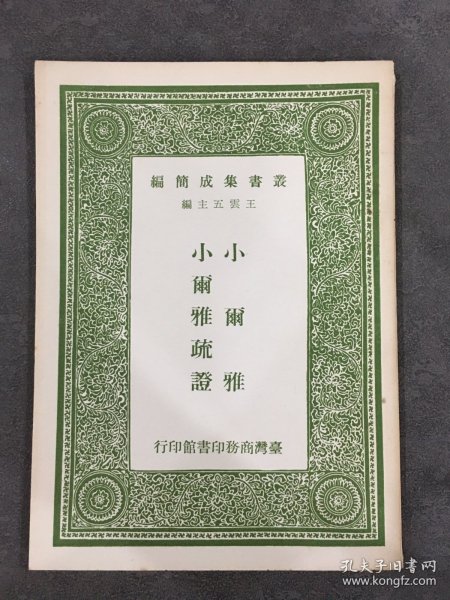 叢書集成簡編
王雲五主編
小爾雅
小爾雅疏證
臺灣商務印書館印行
孔夫子旧书网
www.kongfz.com